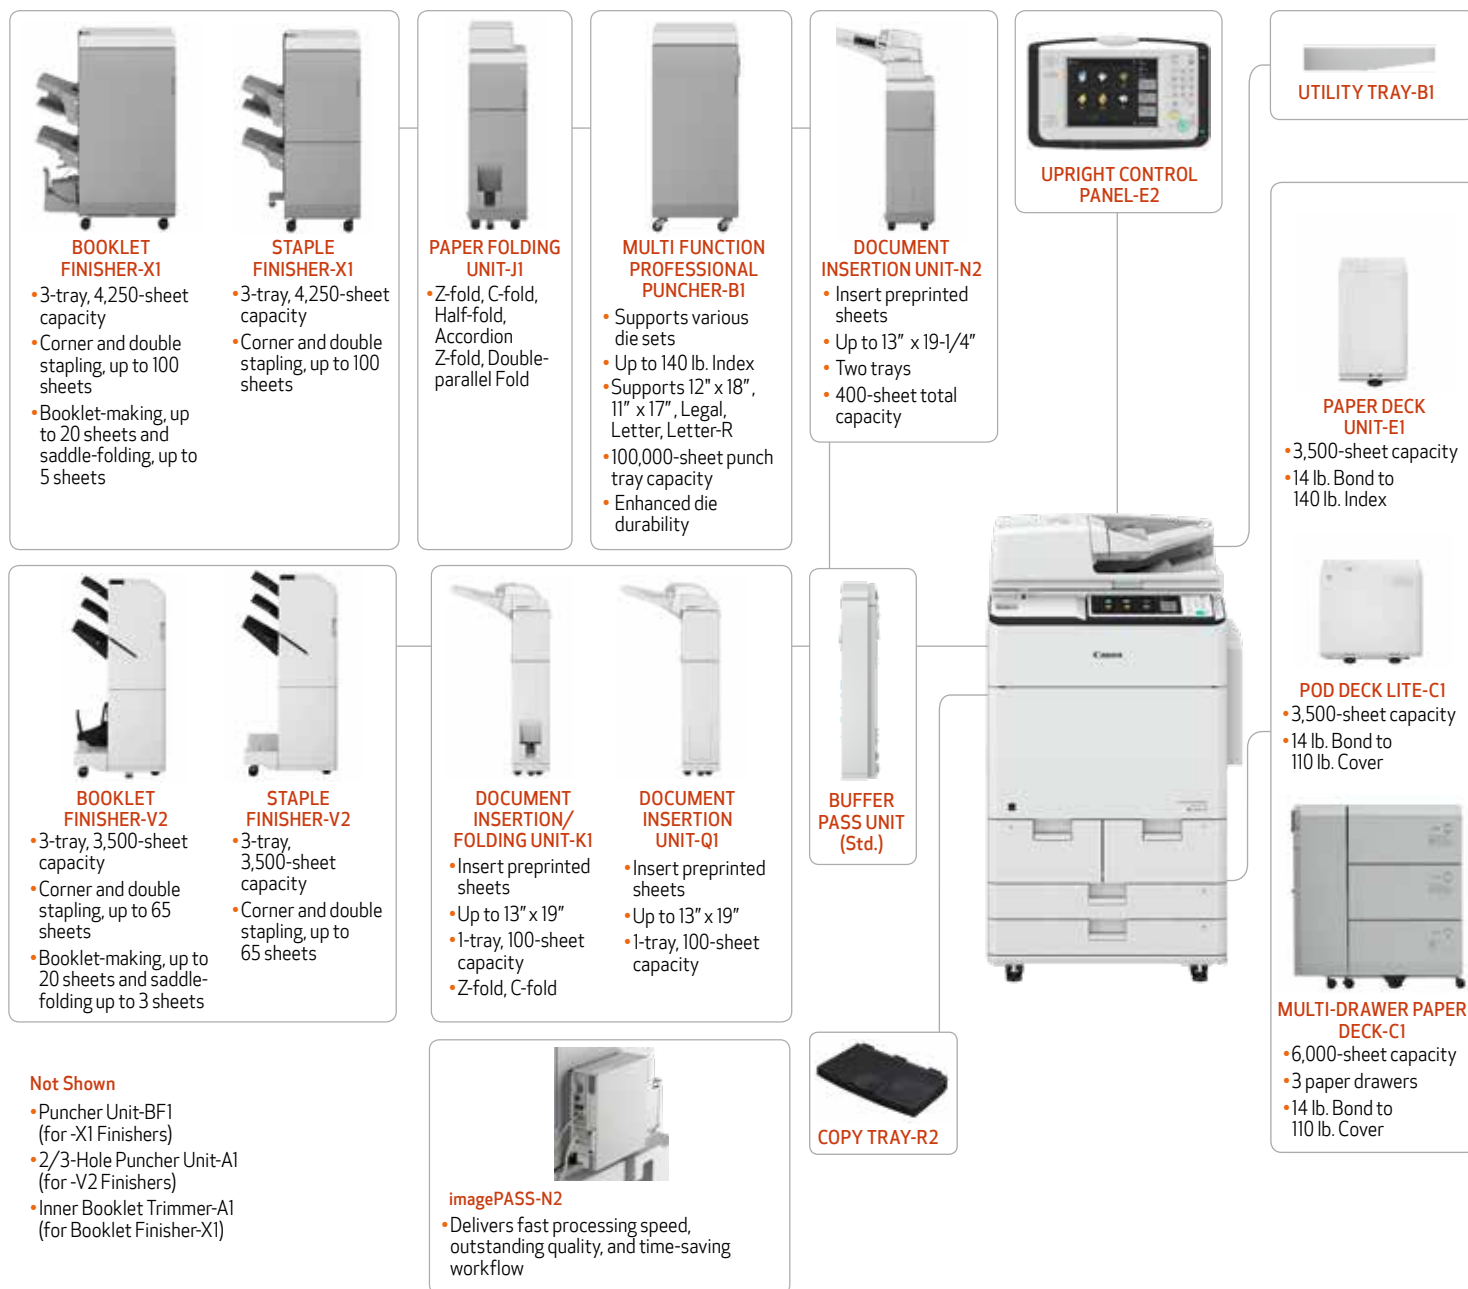 BOOKLET
FINISHER-X1
•3-tray, 4,250-sheet
capacity
•Corner and double
stapling, up to 100
sheets
•Booklet-making, up
to 20 sheets and
saddle-folding, up to
5 sheets
STAPLE
FINISHER-X1
•3-tray, 4,250-sheet
capacity
•Corner and double
stapling, up to 100
sheets
PAPER FOLDING
UNIT-J1
•Z-fold, C-fold,
Half-fold,
Accordion
Z-fold, Double-
parallel Fold
MULTI FUNCTION
PROFESSIONAL
PUNCHER-B1
• Supports various
die sets
• Up to 140 lb. Index
•Supports 12" x 18",
11" x 17", Legal,
Letter, Letter-R
•100,000-sheet punch
tray capacity
• Enhanced die
durability
DOCUMENT
INSERTION UNIT-N2
• Insert preprinted
sheets
• Up to 13" x 19-1/4"
• Two trays
• 400-sheet total
capacity
UPRIGHT CONTROL
PANEL-E2
UTILITY TRAY-B1
PAPER DECK
UNIT-E1
•3,500-sheet capacity
•14 lb. Bond to
140 lb. Index
POD DECK LITE-C1
•3,500-sheet capacity
•14 lb. Bond to
110 lb. Cover
MULTI-DRAWER PAPER
DECK-C1
•6,000-sheet capacity
•3 paper drawers
•14 lb. Bond to
110 lb. Cover
BOOKLET
FINISHER-V2
•3-tray, 3,500-sheet
capacity
•Corner and double
stapling, up to 65
sheets
•Booklet-making, up to
20 sheets and saddle-
folding up to 3 sheets
STAPLE
FINISHER-V2
•3-tray,
3,500-sheet
capacity
•Corner and double
stapling, up to
65 sheets
DOCUMENT
INSERTION/
FOLDING UNIT-K1
•Insert preprinted
sheets
•Up to 13" x 19"
•1-tray, 100-sheet
capacity
•Z-fold, C-fold
DOCUMENT
INSERTION
UNIT-Q1
•Insert preprinted
sheets
•Up to 13" x 19"
•1-tray, 100-sheet
capacity
BUFFER
PASS UNIT
(Std.)
Canon
COPY TRAY-R2
Not Shown
•Puncher Unit-BF1
(for -X1 Finishers)
•2/3-Hole Puncher Unit-A1
(for -V2 Finishers)
•Inner Booklet Trimmer-A1
(for Booklet Finisher-X1)
imagePASS-N2
•Delivers fast processing speed,
outstanding quality, and time-saving
workflow